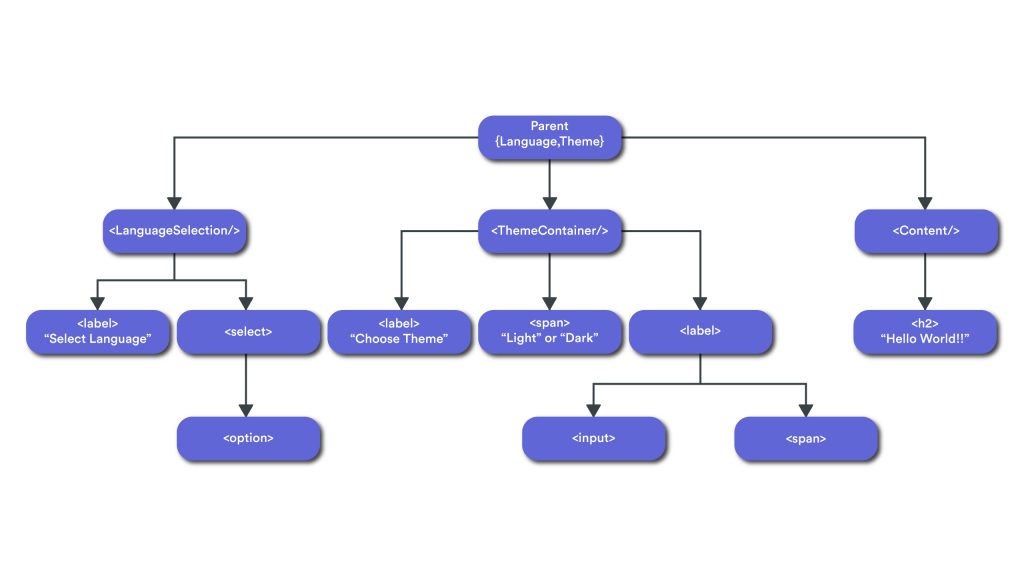 Parent
{Language,Theme}
<LanguageSelection/>
<ThemeContainer/>
<Content/>
<label>
“Select Language”
<select>
<label>
“Choose Theme”
<span>
“Light” or “Dark”
<label>
<h2>
“Hello World!!”
<option>
<input>
<span>